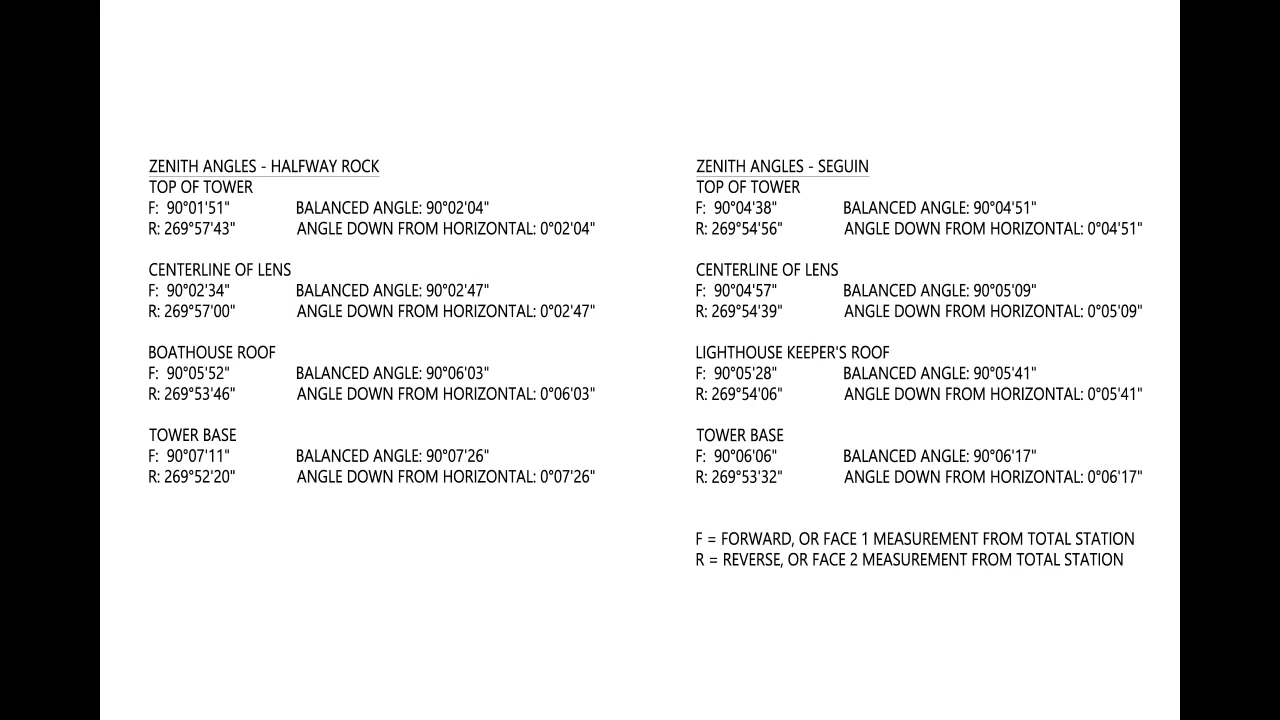 ZENITH ANGLES - HALFWAY ROCK
TOP OF TOWER
F: 90°01'51" BALANCED ANGLE: 90°02'04"
R: 269°57'43" ANGLE DOWN FROM HORIZONTAL: 0°02'04"
CENTERLINE OF LENS
F: 90°02'34" BALANCED ANGLE: 90°02'47"
R: 269°57'00" ANGLE DOWN FROM HORIZONTAL: 0°02'47"
BOATHOUSE ROOF
F: 90°05'52" BALANCED ANGLE: 90°06'03"
R: 269°53'46" ANGLE DOWN FROM HORIZONTAL: 0°06'03"
TOWER BASE
F: 90°07'11" BALANCED ANGLE: 90°07'26"
R: 269°52'20" ANGLE DOWN FROM HORIZONTAL: 0°07'26"
ZENITH ANGLES - SEGUIN
TOP OF TOWER
F: 90°04'38" BALANCED ANGLE: 90°04'51"
R: 269°54'56" ANGLE DOWN FROM HORIZONTAL: 0°04'51"
CENTERLINE OF LENS
F: 90°04'57" BALANCED ANGLE: 90°05'09"
R: 269°54'39" ANGLE DOWN FROM HORIZONTAL: 0°05'09"
LIGHTHOUSE KEEPER'S ROOF
F: 90°05'28" BALANCED ANGLE: 90°05'41"
R: 269°54'06" ANGLE DOWN FROM HORIZONTAL: 0°05'41"
TOWER BASE
F: 90°06'06" BALANCED ANGLE: 90°06'17"
R: 269°53'32" ANGLE DOWN FROM HORIZONTAL: 0°06'17"
F = FORWARD, OR FACE 1 MEASUREMENT FROM TOTAL STATION
R = REVERSE, OR FACE 2 MEASUREMENT FROM TOTAL STATION